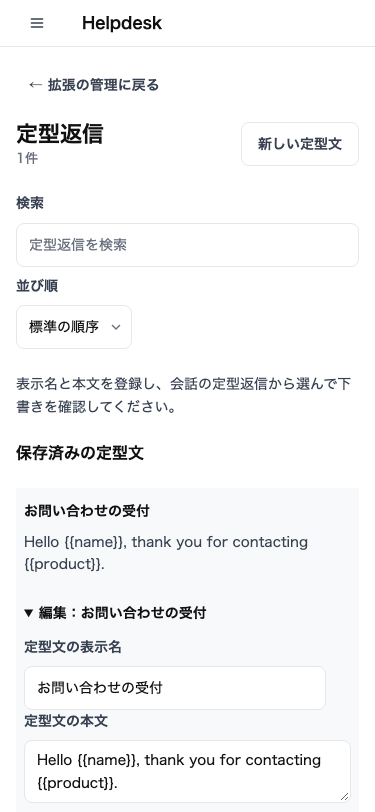 Helpdesk
← 拡張の管理に戻る
定型返信
1件
新しい定型文
検索
定型返信を検索
並び順
標準の順序
表示名と本文を登録し、会話の定型返信から選んで下
書きを確認してください。
保存済みの定型文
お問い合わせの受付
Hello {{name}}, thank you for contacting
{{product}}.
▼ 編集：お問い合わせの受付
定型文の表示名
お問い合わせの受付
定型文の本文
Hello {{name}}, thank you for contacting
{{product}}.